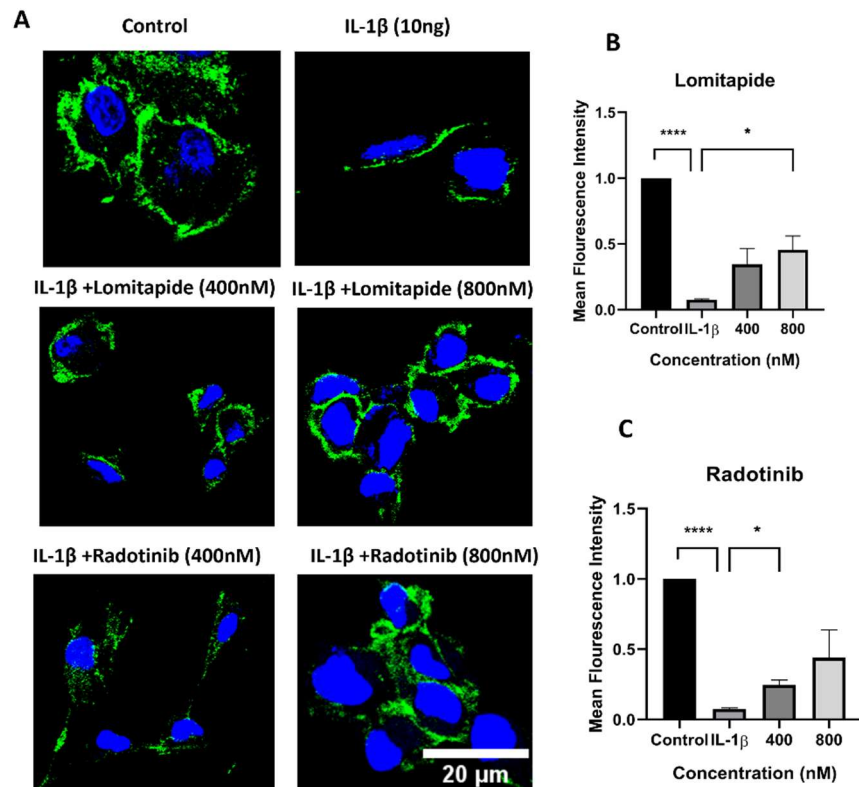 A
Control
IL-1β (10ng)
IL-1β +Lomitapide (400nM)
IL-1β +Lomitapide (800nM)
IL-1β +Radotinib (400nM)
IL-1β +Radotinib (800nM)
20 µm
B
Lomitapide
Mean Flourescence Intensity
1.5
1.0
0.5
0.0
****
*
Control IL-1β 400 800
Concentration (nM)
C
Radotinib
Mean Flourescence Intensity
1.5
1.0
0.5
0.0
****
*
Control IL-1β 400 800
Concentration (nM)